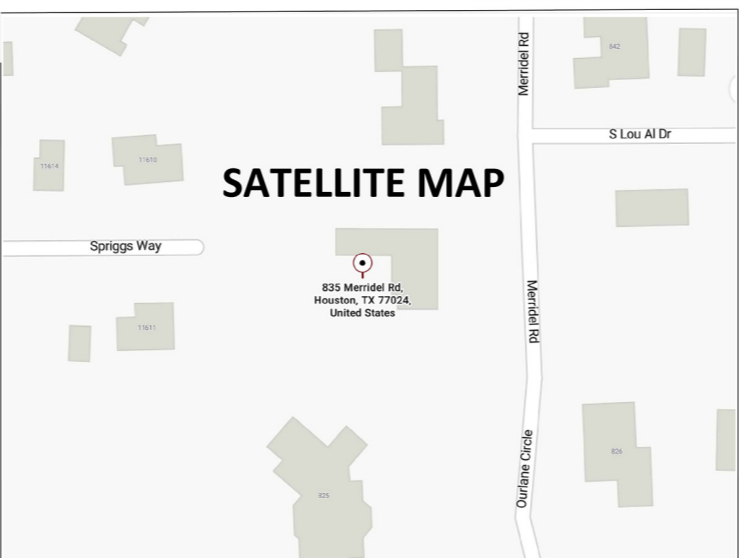 Merridel Rd
642
S Lou Al Dr
11614
11610
SATELLITE MAP
Spriggs Way
835 Merridel Rd,
Houston, TX 77024,
United States
Merridel Rd
11611
Ourlane Circle
826
825